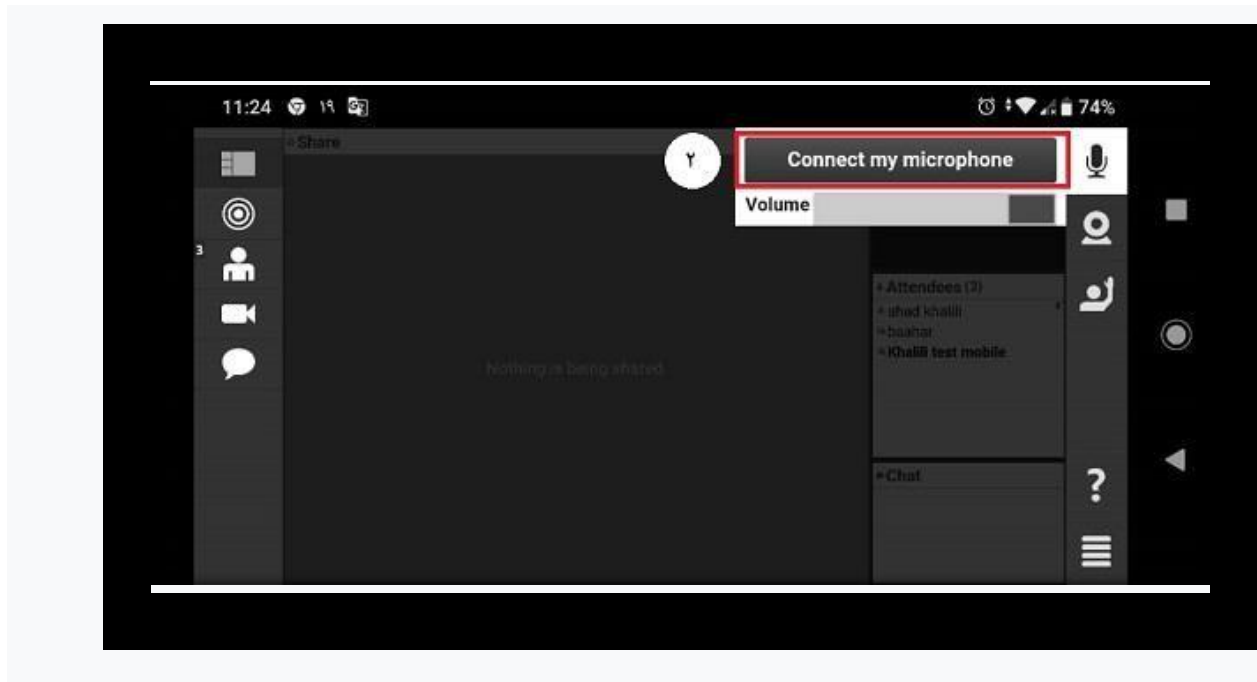 11:24 ۱۹ 74%
Share
۲ Connect my microphone
Volume
3
Attendees (3)
shad khalili
baahar
Khalili test mobile
Nothing is being shared
Chat
?